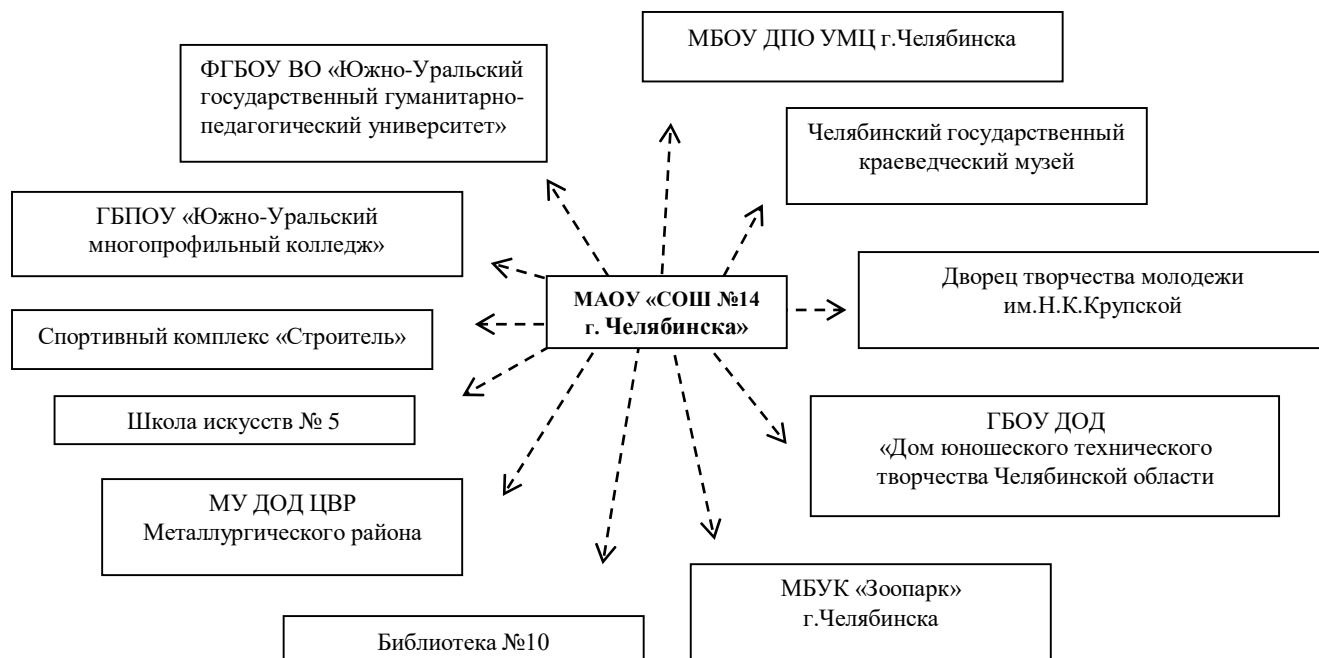 МБОУ ДПО УМЦ г.Челябинска
ФГБОУ ВО «Южно-Уральский
государственный гуманитарно-
педагогический университет»
Челябинский государственный
краеведческий музей
ГБПОУ «Южно-Уральский
многопрофильный колледж»
МАОУ «СОШ №14
г. Челябинска»
Дворец творчества молодежи
им.Н.К.Крупской
Спортивный комплекс «Строитель»
Школа искусств № 5
ГБОУ ДОД
«Дом юношеского технического
творчества Челябинской области
МУ ДОД ЦВР
Металлургического района
МБУК «Зоопарк»
г.Челябинска
Библиотека №10